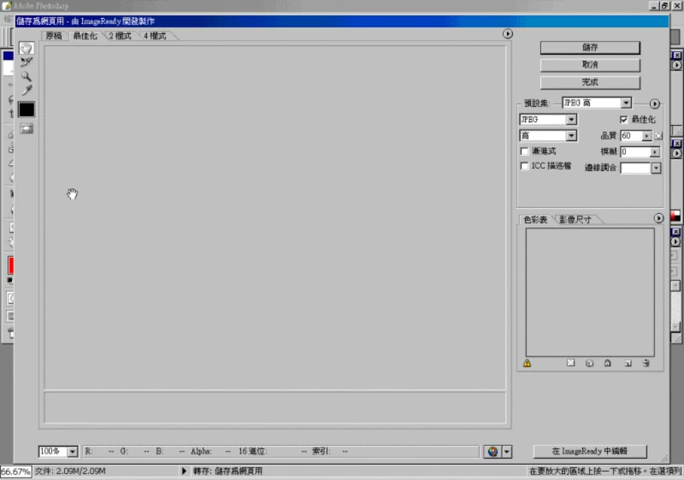 Adobe Photoshop
儲存為網頁用 - 由 ImageReady 開發製作
原稿 最佳化 2 欄式 4 欄式
儲存
取消
完成
預設集: JPEG 高
JPEG 最佳化
高 品質 60
漸進式 模糊: 0
ICC 描述檔 邊緣調合
色彩表 影像尺寸
100% R: -- G: -- B: -- Alpha: -- 16 進位: -- 索引: --
在 ImageReady 中編輯
66.67% 文件: 2.09M/2.09M 轉存: 儲存為網頁用 在要放大的區域上按一下或拖移。在選項列